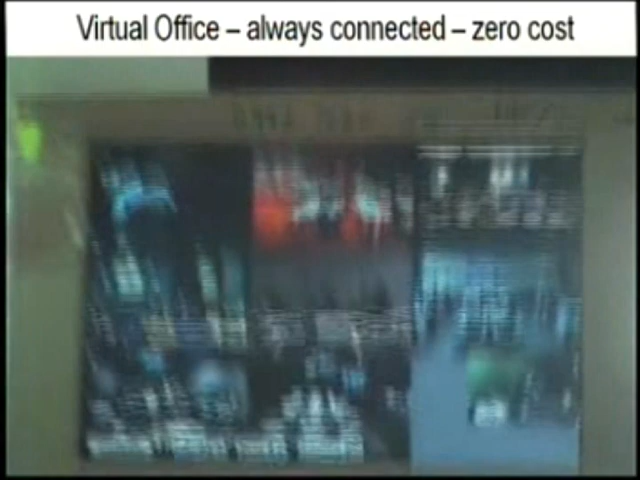 Virtual Office – always connected – zero cost